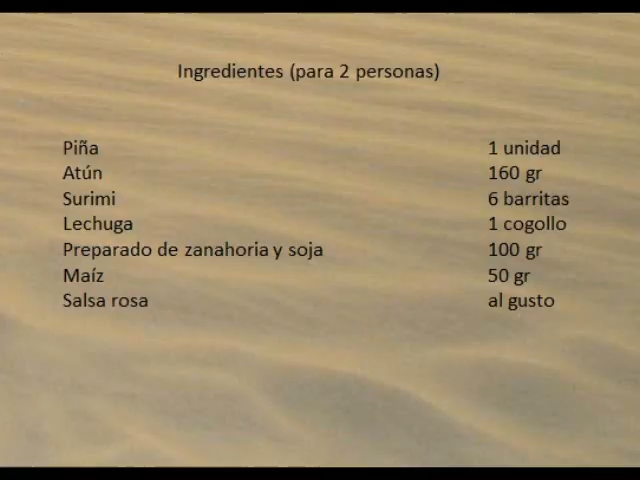 Ingredientes (para 2 personas)
Piña 1 unidad
Atún 160 gr
Surimi 6 barritas
Lechuga 1 cogollo
Preparado de zanahoria y soja 100 gr
Maíz 50 gr
Salsa rosa al gusto